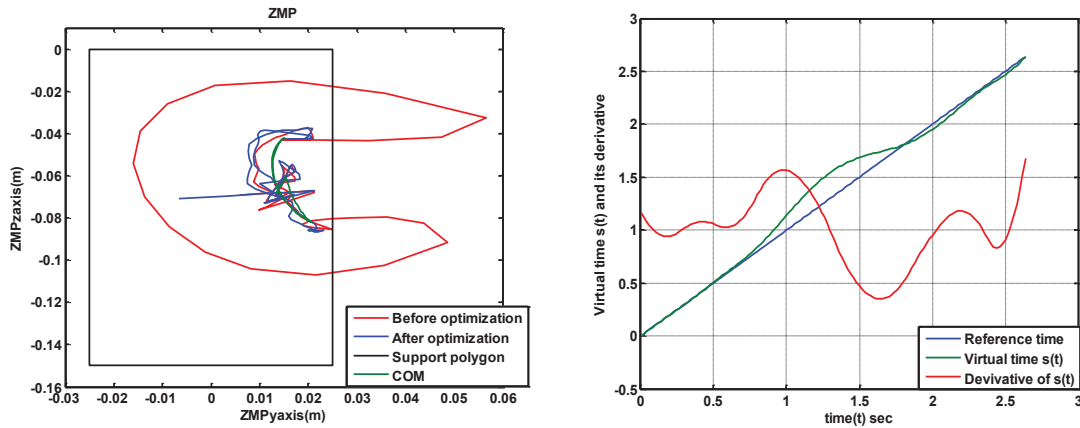 ZMP
ZMPzaxis(m)
0
-0.02
-0.04
-0.06
-0.08
-0.1
-0.12
-0.14
-0.16
-0.03
-0.02
-0.01
0
0.01
0.02
0.03
0.04
0.05
0.06
ZMPyaxis(m)
Before optimization
After optimization
Support polygon
COM
Virtual time s(t) and its derivative
3
2.5
2
1.5
1
0.5
0
-0.5
0
0.5
1
1.5
2
2.5
3
time(t) sec
Reference time
Virtual time s(t)
Devivative of s(t)